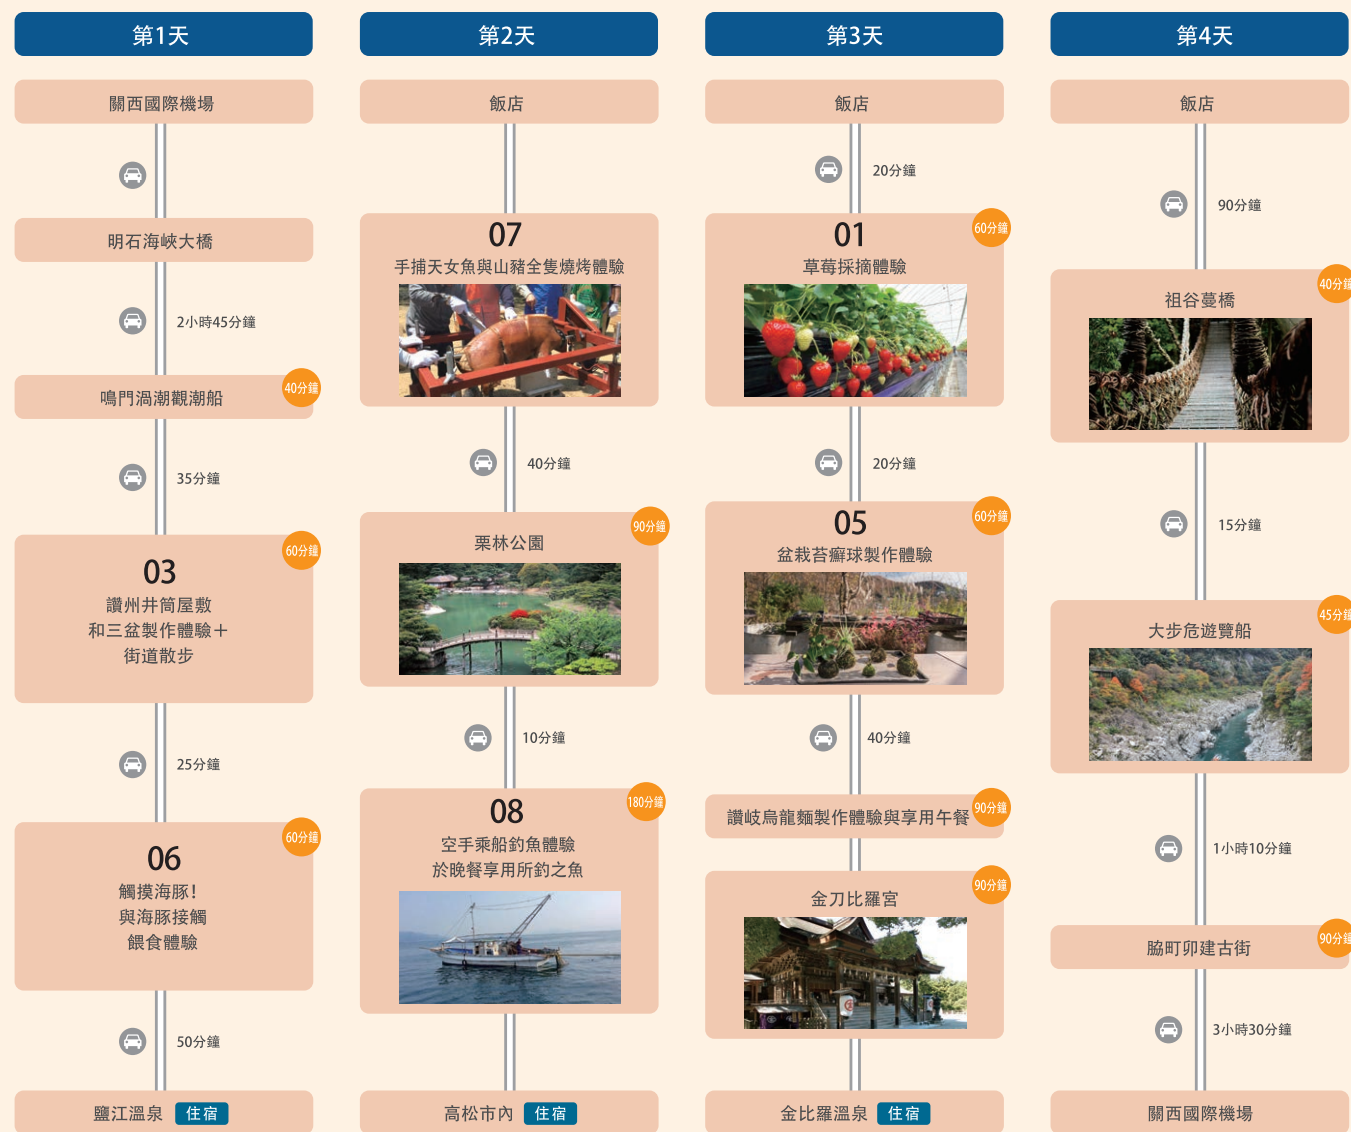 第1天
關西國際機場
明石海峽大橋
2小時45分鐘
鳴門渦潮觀潮船
40分鐘
35分鐘
03
60分鐘
讚州井筒屋敷
和三盆製作體驗＋
街道散步
25分鐘
06
60分鐘
觸摸海豚！
與海豚接觸
餵食體驗
50分鐘
鹽江溫泉 住宿
第2天
飯店
07
手捕天女魚與山豬全隻燒烤體驗
40分鐘
栗林公園
90分鐘
10分鐘
08
180分鐘
空手乘船釣魚體驗
於晚餐享用所釣之魚
高松市內 住宿
第3天
飯店
20分鐘
01
60分鐘
草莓採摘體驗
20分鐘
05
60分鐘
盆栽苔癬球製作體驗
40分鐘
讚岐烏龍麵製作體驗與享用午餐
90分鐘
金刀比羅宮
90分鐘
金比羅溫泉 住宿
第4天
飯店
90分鐘
祖谷蔓橋
40分鐘
15分鐘
大步危遊覽船
45分鐘
1小時10分鐘
脇町卯建古街
90分鐘
3小時30分鐘
關西國際機場